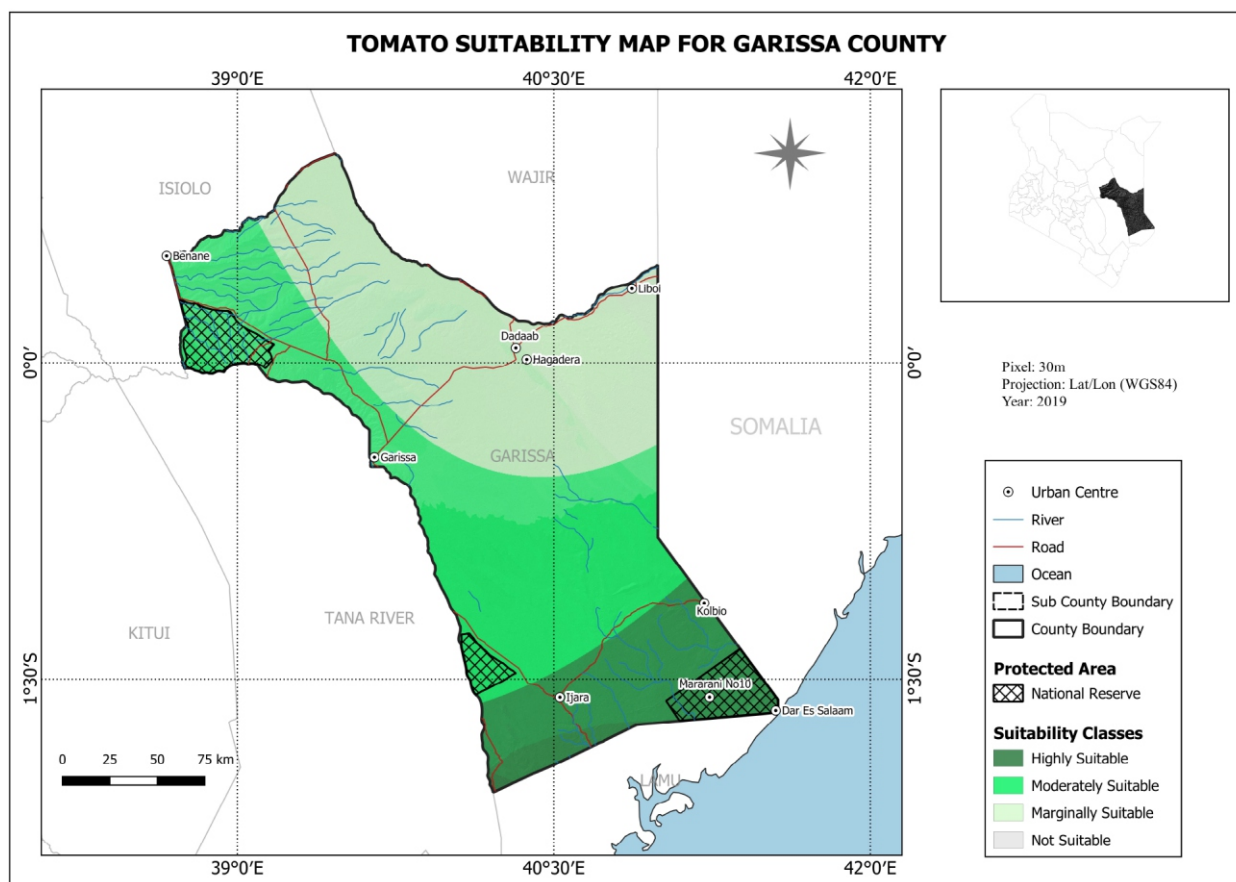 TOMATO SUITABILITY MAP FOR GARISSA COUNTY
39°0'E
40°30'E
42°0'E
ISIOLO
WAJIR
Benane
Liboi
Dadaab
Hagadera
0°0'
0°0'
Pixel: 30m
Projection: Lat/Lon (WGS84)
Year: 2019
SOMALIA
Garissa
GARISSA
Urban Centre
River
Road
Ocean
Sub County Boundary
County Boundary
Protected Area
National Reserve
Suitability Classes
Highly Suitable
Moderately Suitable
Marginally Suitable
Not Suitable
Kolbio
TANA RIVER
KITUI
1°30'S
1°30'S
Mararani No10
Ijara
Dar Es Salaam
0 25 50 75 km
LAMU
39°0'E
40°30'E
42°0'E